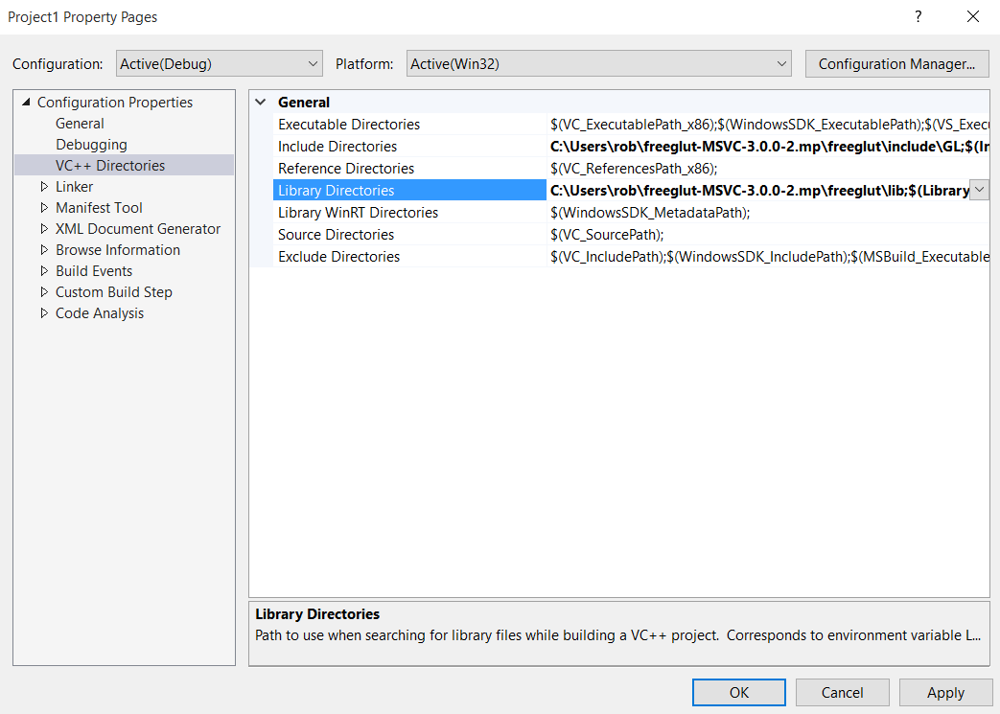 Project1 Property Pages
?
Configuration: Active(Debug) Platform: Active(Win32) Configuration Manager...
Configuration Properties
General
Debugging
VC++ Directories
Linker
Manifest Tool
XML Document Generator
Browse Information
Build Events
Custom Build Step
Code Analysis
General
Executable Directories $(VC_ExecutablePath_x86);$(WindowsSDK_ExecutablePath);$(VS_Exec
Include Directories C:\Users\rob\freeglut-MSVC-3.0.0-2.mp\freeglut\include\GL;$(In
Reference Directories $(VC_ReferencesPath_x86);
Library Directories C:\Users\rob\freeglut-MSVC-3.0.0-2.mp\freeglut\lib;$(Library
Library WinRT Directories $(WindowsSDK_MetadataPath);
Source Directories $(VC_SourcePath);
Exclude Directories $(VC_IncludePath);$(WindowsSDK_IncludePath);$(MSBuild_Executable
Library Directories
Path to use when searching for library files while building a VC++ project. Corresponds to environment variable L...
OK Cancel Apply